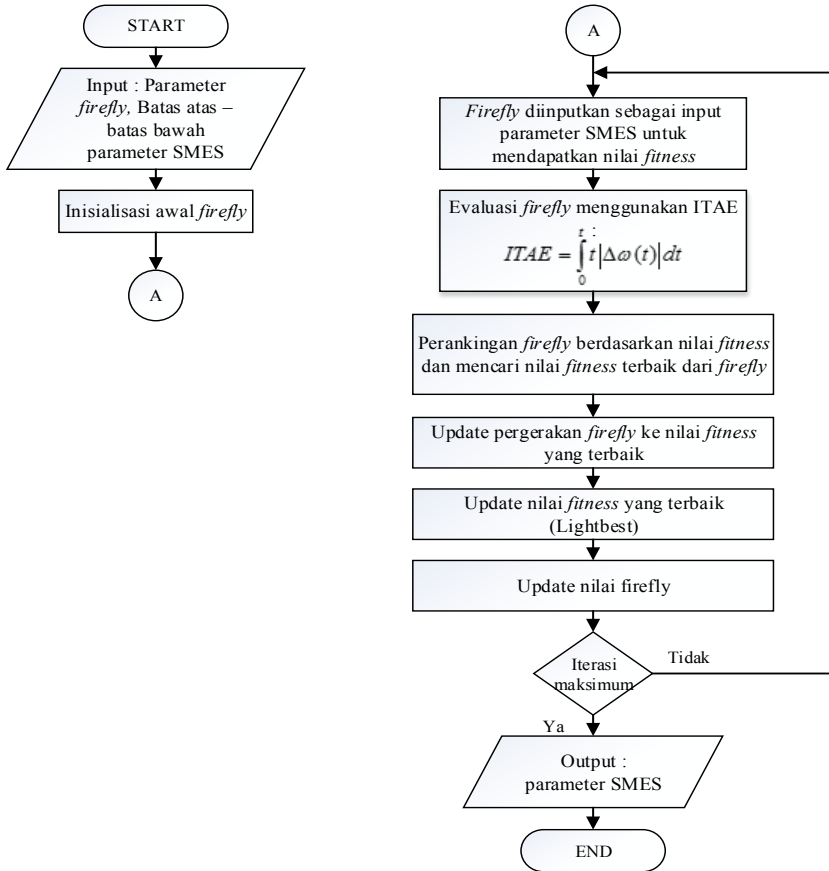 START
Input : Parameter
firefly, Batas atas –
batas bawah
parameter SMES
Inisialisasi awal firefly
A
A
Firefly diinputkan sebagai input
parameter SMES untuk
mendapatkan nilai fitness
Evaluasi firefly menggunakan ITAE
:
ITAE = ∫₀ᵗ t|Δω(t)|dt
Perankingan firefly berdasarkan nilai fitness
dan mencari nilai fitness terbaik dari firefly
Update pergerakan firefly ke nilai fitness
yang terbaik
Update nilai fitness yang terbaik
(Lightbest)
Update nilai firefly
Iterasi
maksimum
Tidak
Ya
Output :
parameter SMES
END